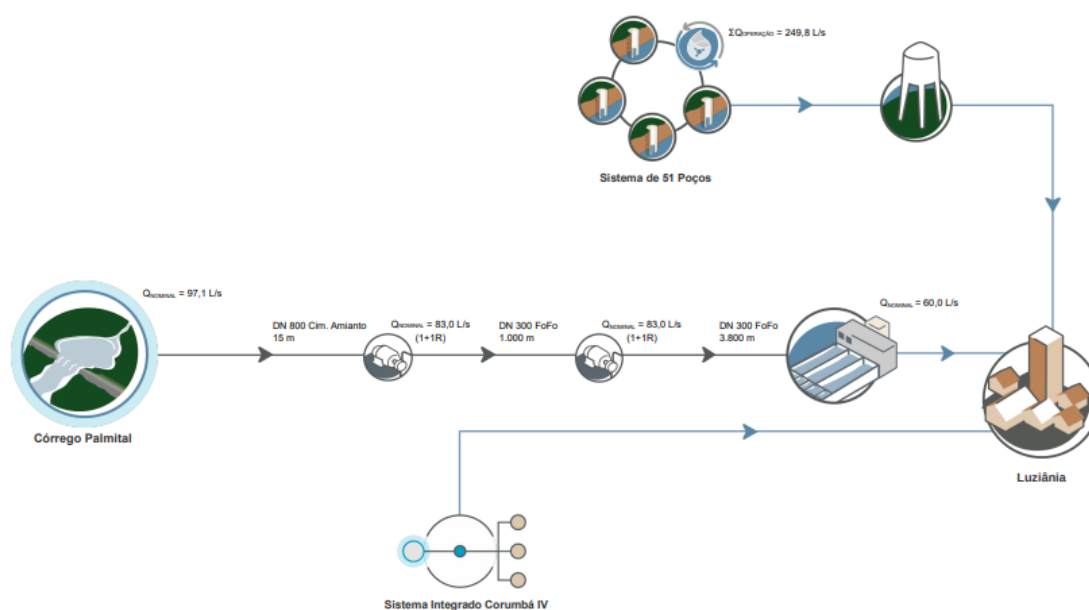 ΣQOPERAÇÃO = 249,8 L/s
Sistema de 51 Poços
QNOMINAL = 97,1 L/s
DN 800 Cim. Amianto
15 m
QNOMINAL = 83,0 L/s
(1+1R)
DN 300 FoFo
1.000 m
QNOMINAL = 83,0 L/s
(1+1R)
DN 300 FoFo
3.800 m
QNOMINAL = 60,0 L/s
Córrego Palmital
Luziânia
Sistema Integrado Corumbá IV